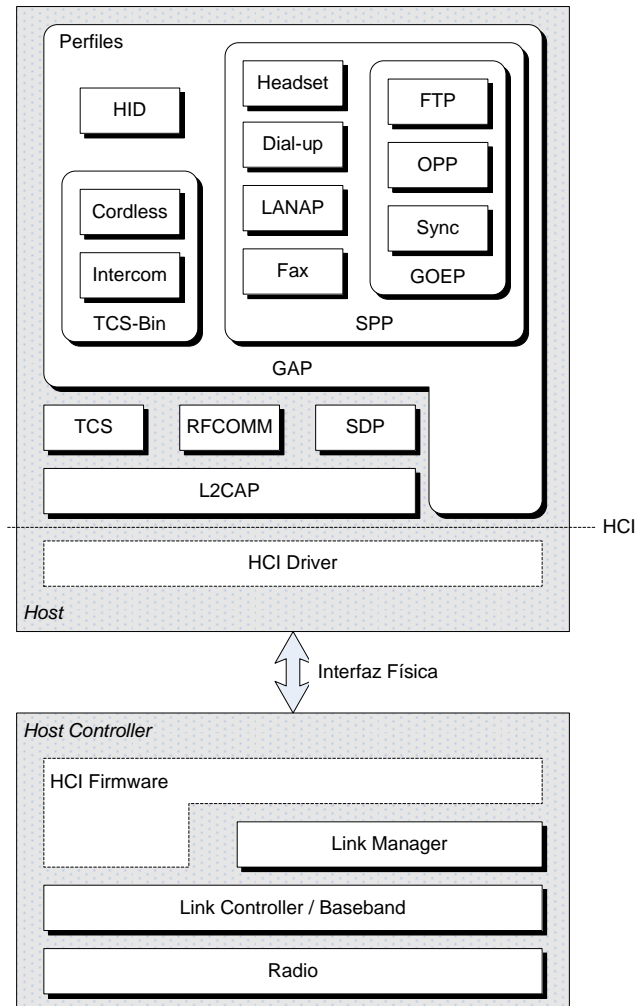 Perfiles
HID
Cordless
Intercom
TCS-Bin
Headset
Dial-up
LANAP
Fax
FTP
OPP
Sync
GOEP
SPP
GAP
TCS
RFCOMM
SDP
L2CAP
HCI
HCI Driver
Host
Interfaz Física
Host Controller
HCI Firmware
Link Manager
Link Controller / Baseband
Radio